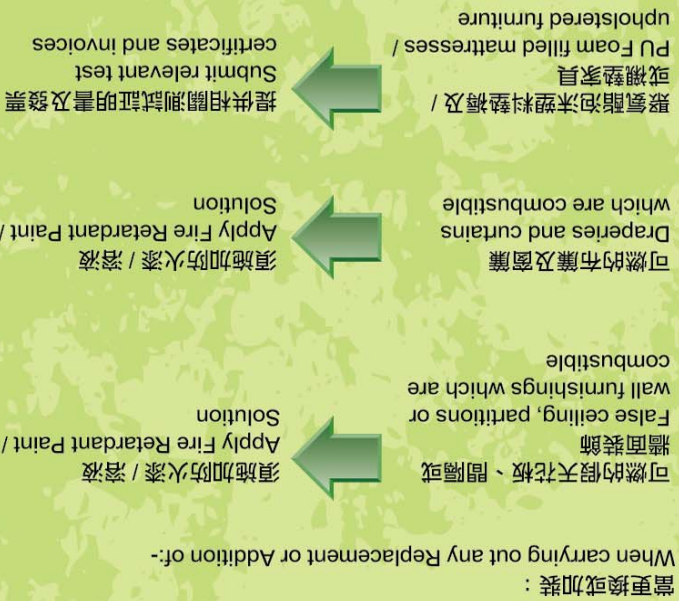 當更換或加裝：
When carrying out any Replacement or Addition of:-
可燃的假天花板、間隔或
牆面裝飾
False ceiling, partitions or
wall furnishings which are
combustible
須施加防火漆 / 溶液
Apply Fire Retardant Paint /
Solution
可燃的布簾及窗簾
Draperies and curtains
which are combustible
須施加防火漆 / 溶液
Apply Fire Retardant Paint /
Solution
聚氨酯泡沫塑料墊褥及 /
或襯墊家具
PU Foam filled mattresses /
upholstered furniture
提供相關測試証明書及發票
Submit relevant test
certificates and invoices